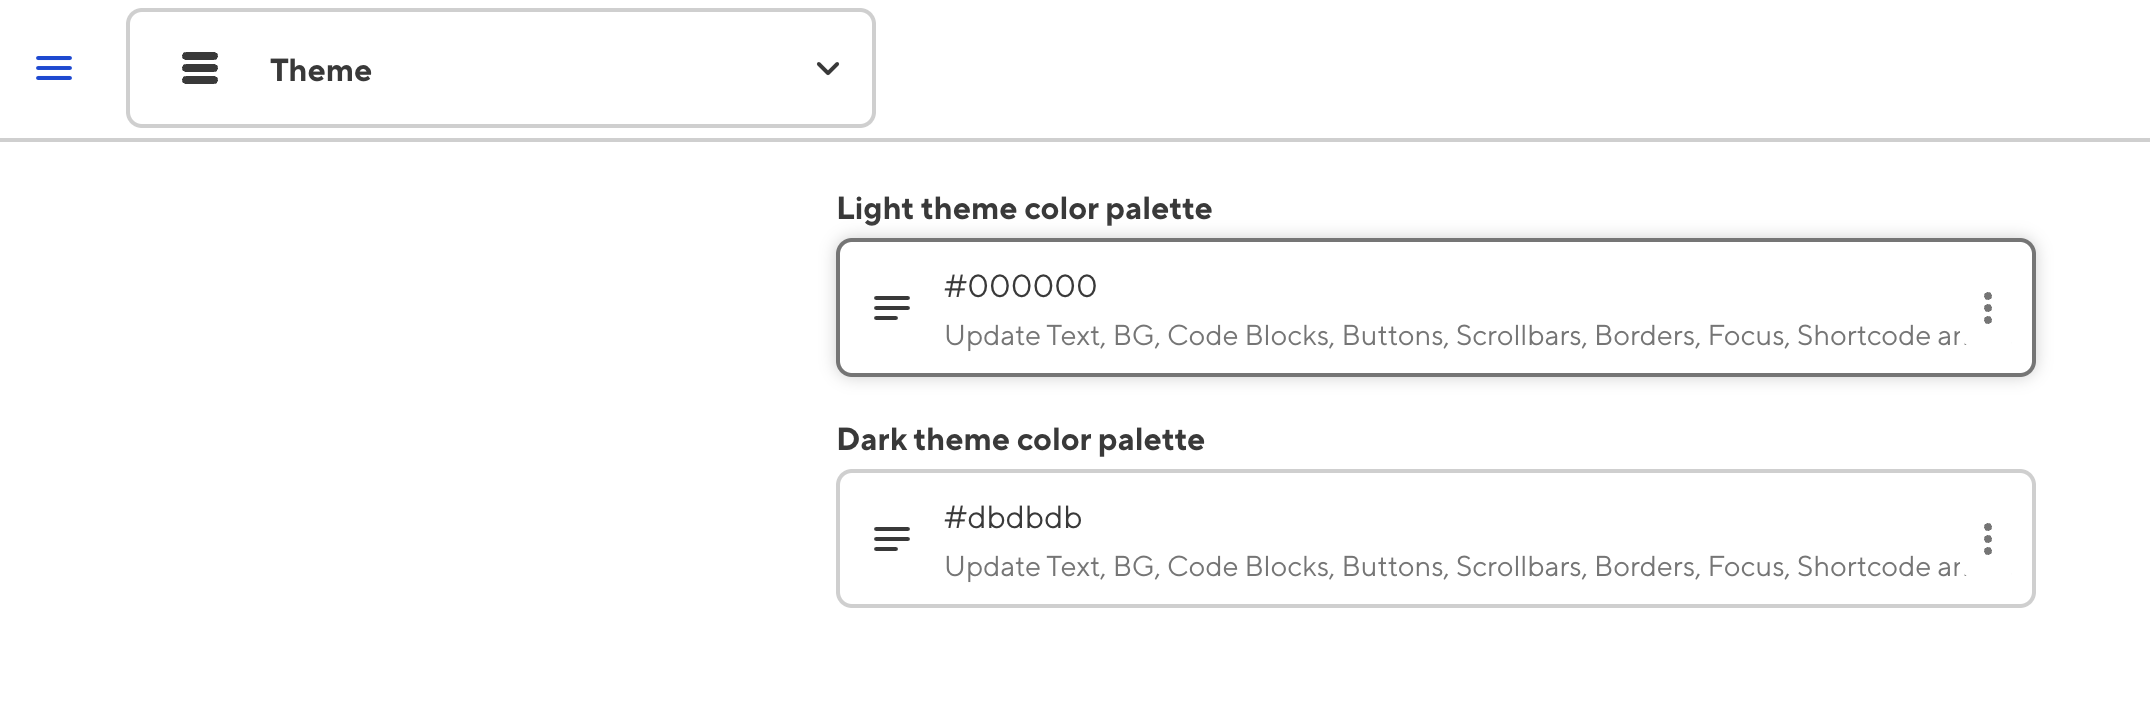 Theme
Light theme color palette
#000000
Update Text, BG, Code Blocks, Buttons, Scrollbars, Borders, Focus, Shortcode
Dark theme color palette
#dbdbdb
Update Text, BG, Code Blocks, Buttons, Scrollbars, Borders, Focus, Shortcode